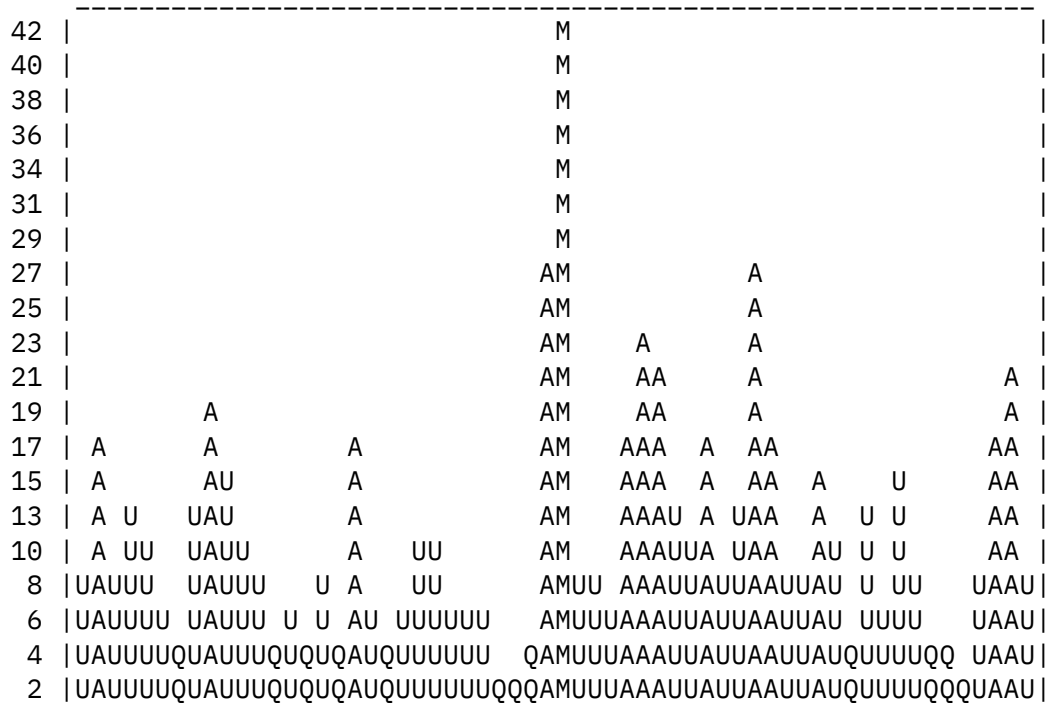 ------------------------------------------------------------
 42 |                              M                             |
 40 |                              M                             |
 38 |                              M                             |
 36 |                              M                             |
 34 |                              M                             |
 31 |                              M                             |
 29 |                              M                             |
 27 |                             AM           A                 |
 25 |                             AM           A                 |
 23 |                             AM    A      A                 |
 21 |                             AM    AA     A               A |
 19 |        A                    AM    AA     A               A |
 17 | A      A        A           AM   AAA  A  AA             AA |
 15 | A      AU       A           AM   AAA  A  AA  A    U     AA |
 13 | A U   UAU       A           AM   AAAU A UAA  A  U U     AA |
 10 | A UU  UAUU      A   UU      AM   AAAUUA UAA  AU U U     AA |
  8 |UAUUU  UAUUU   U A   UU      AMUU AAAUUAUUAAUUAU U UU   UAAU|
  6 |UAUUUU UAUUU U U AU UUUUUU   AMUUUAAAUUAUUAAUUAU UUUU   UAAU|
  4 |UAUUUUQUAUUUQUQUQAUQUUUUUU  QAMUUUAAAUUAUUAAUUAUQUUUUQQ UAAU|
  2 |UAUUUUQUAUUUQUQUQAUQUUUUUUQQQAMUUUAAAUUAUUAAUUAUQUUUUQQQUAAU|